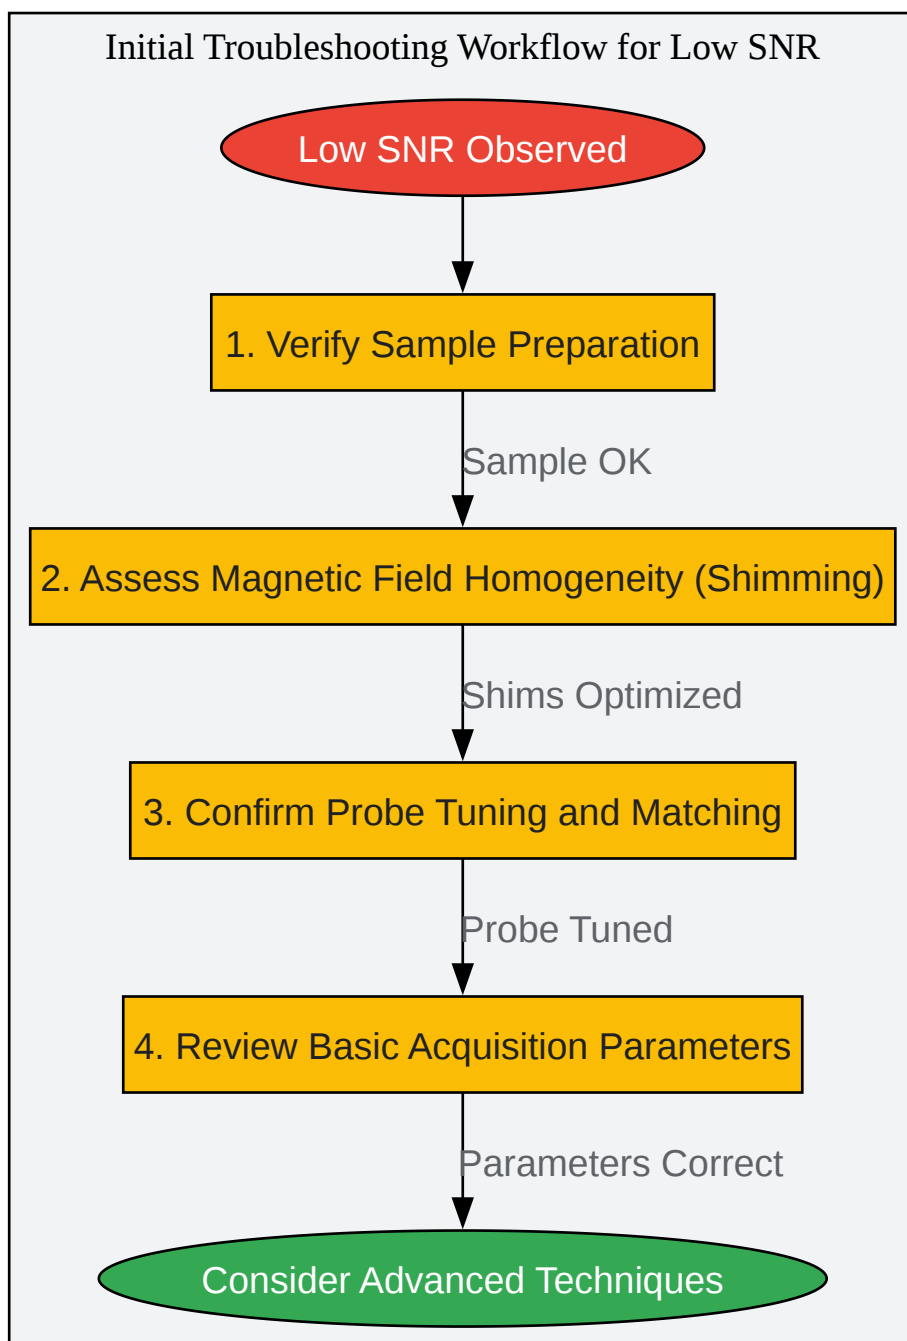 Initial Troubleshooting Workflow for Low SNR
Low SNR Observed
1. Verify Sample Preparation
Sample OK
2. Assess Magnetic Field Homogeneity (Shimming)
Shims Optimized
3. Confirm Probe Tuning and Matching
Probe Tuned
4. Review Basic Acquisition Parameters
Parameters Correct
Consider Advanced Techniques